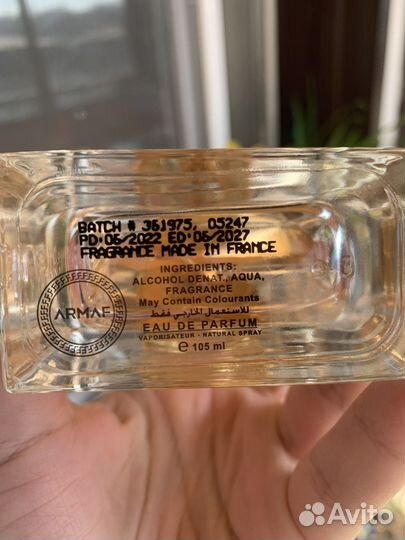 BATCH # 361975, 05247
PD:06/2022 ED:06/2027
FRAGRANCE MADE IN FRANCE
INGREDIENTS:
ALCOHOL DENAT., AQUA,
FRAGRANCE
May Contain Colourants
للاستعمال الخارجي فقط
EAU DE PARFUM
VAPORISATEUR - NATURAL SPRAY
e 105 ml
ARMAF
Avito